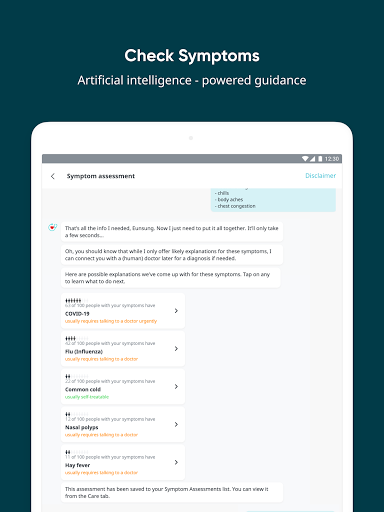 Check Symptoms
Artificial intelligence - powered guidance
12:30
Symptom assessment
Disclaimer
- chills
- body aches
- chest congestion
That's all the info I needed, Eunsung. Now I just need to put it all together. It'll only take
a few seconds...
Oh, you should know that while I only offer likely explanations for these symptoms, I
can connect you with a (human) doctor later for a diagnosis if needed.
Here are possible explanations we've come up with for these symptoms. Tap on any
to learn what to do next.
63 of 100 people with your symptoms have
COVID-19
usually requires talking to a doctor urgently
42 of 100 people with your symptoms have
Flu (Influenza)
usually requires talking to a doctor
22 of 100 people with your symptoms have
Common cold
usually self-treatable
of 100 people with your symptoms have
Nasal polyps
usually requires talking to a doctor
11 of 100 people with your symptoms have
Hay fever
usually requires talking to a doctor
This assessment has been saved to your Symptom Assessments list. You can view it
from the Care tab.